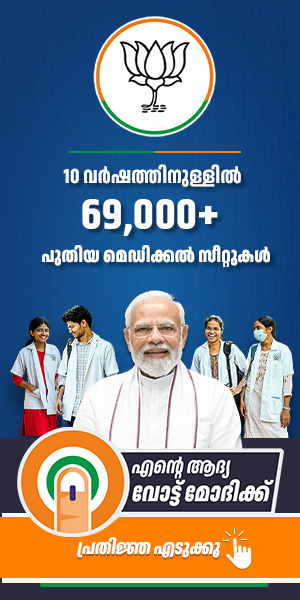 10 വർഷത്തിനുള്ളിൽ
69,000+
പുതിയ മെഡിക്കൽ സീറ്റുകൾ
എന്റെ ആദ്യ
വോട്ട് മോദിക്ക്
പ്രതിജ്ഞ എടുക്കൂ